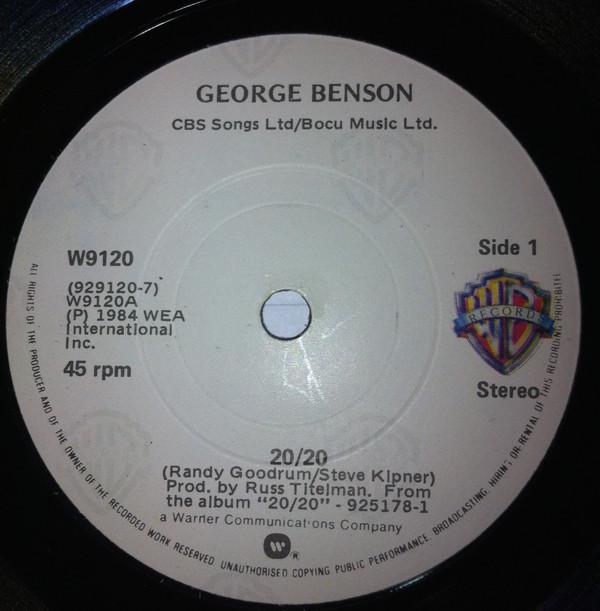 GEORGE BENSON
CBS Songs Ltd/Bocu Music Ltd.
W9120
(929120-7)
W9120A
(P) 1984 WEA
International
Inc.
45 rpm
Side 1
WB
RECORDS
Stereo
20/20
(Randy Goodrum/Steve Kipner)
Prod. by Russ Titelman. From
the album “20/20” - 925178-1
a Warner Communications Company
W ®
ALL RIGHTS OF THE PRODUCER AND OF THE OWNER OF THE RECORDED WORK RESERVED UNAUTHORISED COPYING PUBLIC PERFORMANCE, BROADCASTING, HIRING OR RENTAL OF THIS RECORDING PROHIBITED